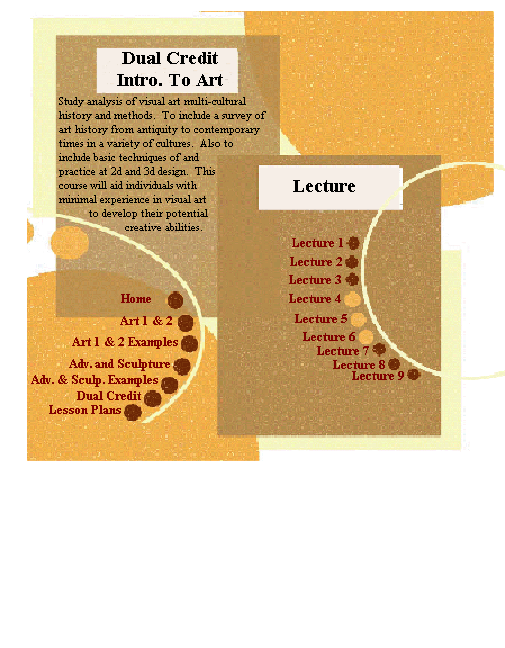 Dual Credit
Intro. To Art
Study analysis of visual art multi-cultural
history and methods. To include a survey of
art history from antiquity to contemporary
times in a variety of cultures. Also to
include basic techniques of and
practice at 2d and 3d design. This
course will aid individuals with
minimal experience in visual art
to develop their potential
creative abilities.
Home
Art 1 & 2
Art 1 & 2 Examples
Adv. and Sculpture
Adv. & Sculp. Examples
Dual Credit
Lesson Plans
Lecture
Lecture 1
Lecture 2
Lecture 3
Lecture 4
Lecture 5
Lecture 6
Lecture 7
Lecture 8
Lecture 9